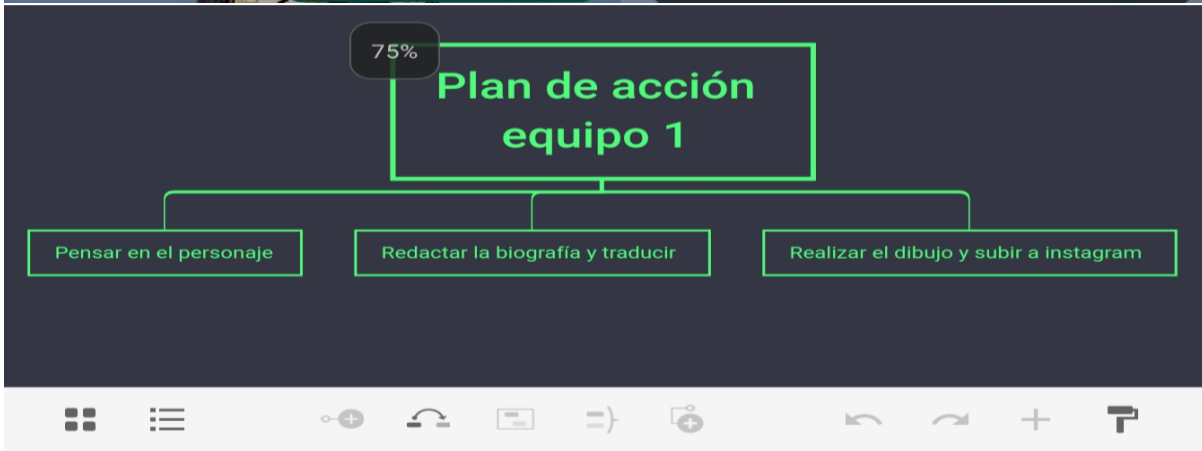 75%
Plan de acción
equipo 1
Pensar en el personaje
Redactar la biografía y traducir
Realizar el dibujo y subir a instagram